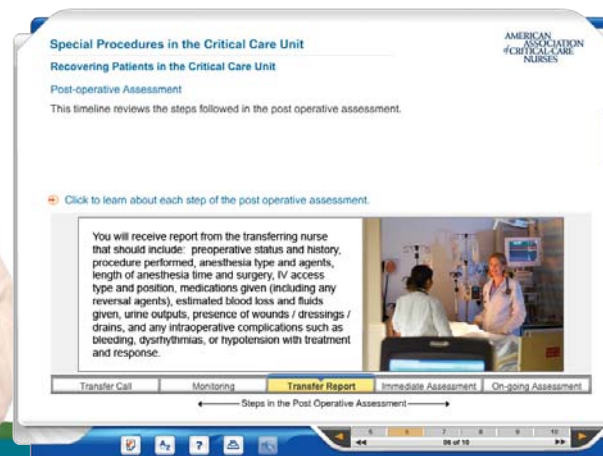 Special Procedures in the Critical Care Unit
AMERICAN
ASSOCIATION
of CRITICAL-CARE
NURSES
Recovering Patients in the Critical Care Unit
Post-operative Assessment
This timeline reviews the steps followed in the post operative assessment.
Click to learn about each step of the post operative assessment.
You will receive report from the transferring nurse
that should include: preoperative status and history,
procedure performed, anesthesia type and agents,
length of anesthesia time and surgery, IV access
type and position, medications given (including any
reversal agents), estimated blood loss and fluids
given, urine outputs, presence of wounds / dressings /
drains, and any intraoperative complications such as
bleeding, dysrhythmias, or hypotension with treatment
and response.
Transfer Call Monitoring Transfer Report Immediate Assessment On-going Assessment
Steps in the Post Operative Assessment
5 6 7 8 9 10
06 of 10
AZ ?